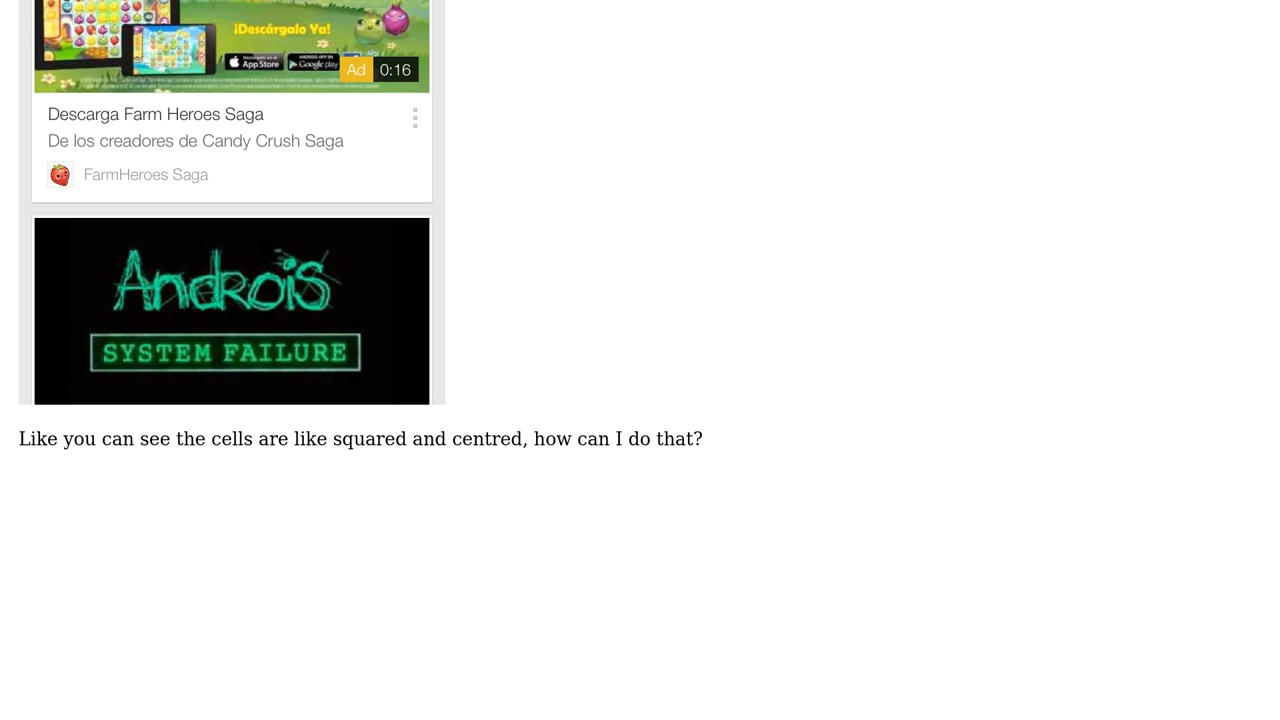 ¡Descárgalo Ya!
App Store
Google play
Ad 0:16
Descarga Farm Heroes Saga
De los creadores de Candy Crush Saga
FarmHeroes Saga
Androis
SYSTEM FAILURE
Like you can see the cells are like squared and centred, how can I do that?